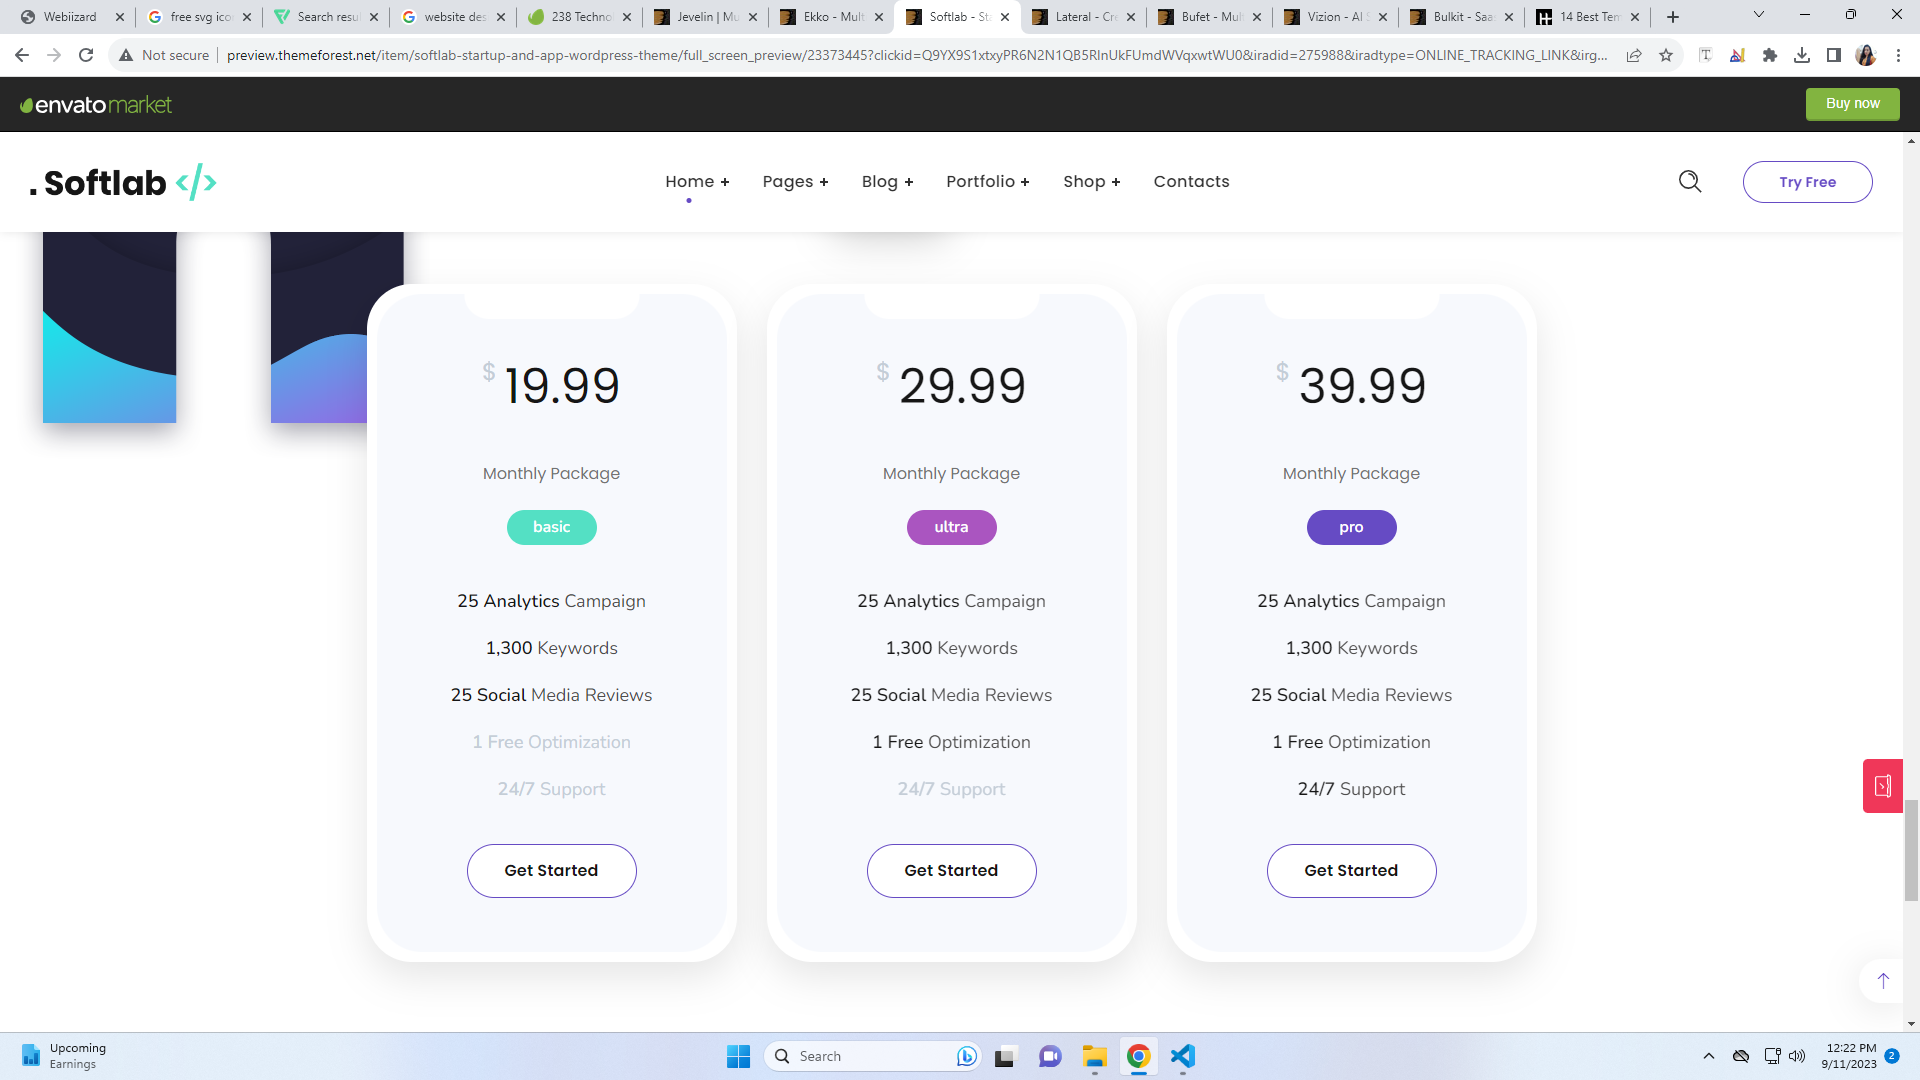 Webiizard
free svg ico
Search resu
website des
238 Techno
Jevelin | Mu
Ekko - Mult
Softlab - Sta
Lateral - Cre
Bufet - Mul
Vizion - AI S
Bulkit - Saa
14 Best Tem
Not secure
preview.themeforest.net/item/softlab-startup-and-app-wordpress-theme/full_screen_preview/23373445?clickid=Q9YX9S1xtxyPR6N2N1QB5RInUkFUmdWVqxwtWU0&iradid=275988&iradtype=ONLINE_TRACKING_LINK&irg...
envato market
Buy now
. Softlab </>
Home +
Pages +
Blog +
Portfolio +
Shop +
Contacts
Try Free
$ 19.99
Monthly Package
basic
25 Analytics Campaign
1,300 Keywords
25 Social Media Reviews
1 Free Optimization
24/7 Support
Get Started
$ 29.99
Monthly Package
ultra
25 Analytics Campaign
1,300 Keywords
25 Social Media Reviews
1 Free Optimization
24/7 Support
Get Started
$ 39.99
Monthly Package
pro
25 Analytics Campaign
1,300 Keywords
25 Social Media Reviews
1 Free Optimization
24/7 Support
Get Started
Upcoming
Earnings
Search
12:22 PM
9/11/2023
2